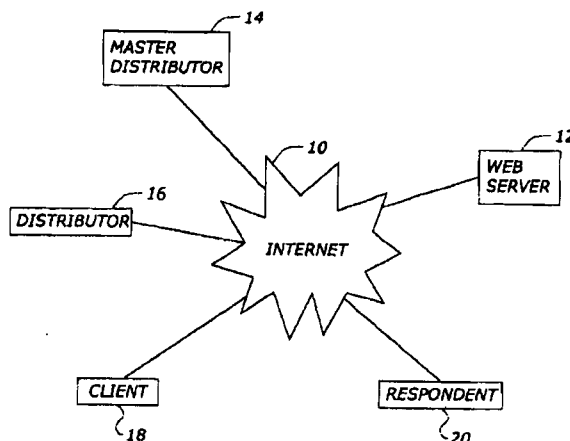 14
MASTER
DISTRIBUTOR
10
12
WEB
SERVER
16
DISTRIBUTOR
INTERNET
CLIENT
RESPONDENT
18
20